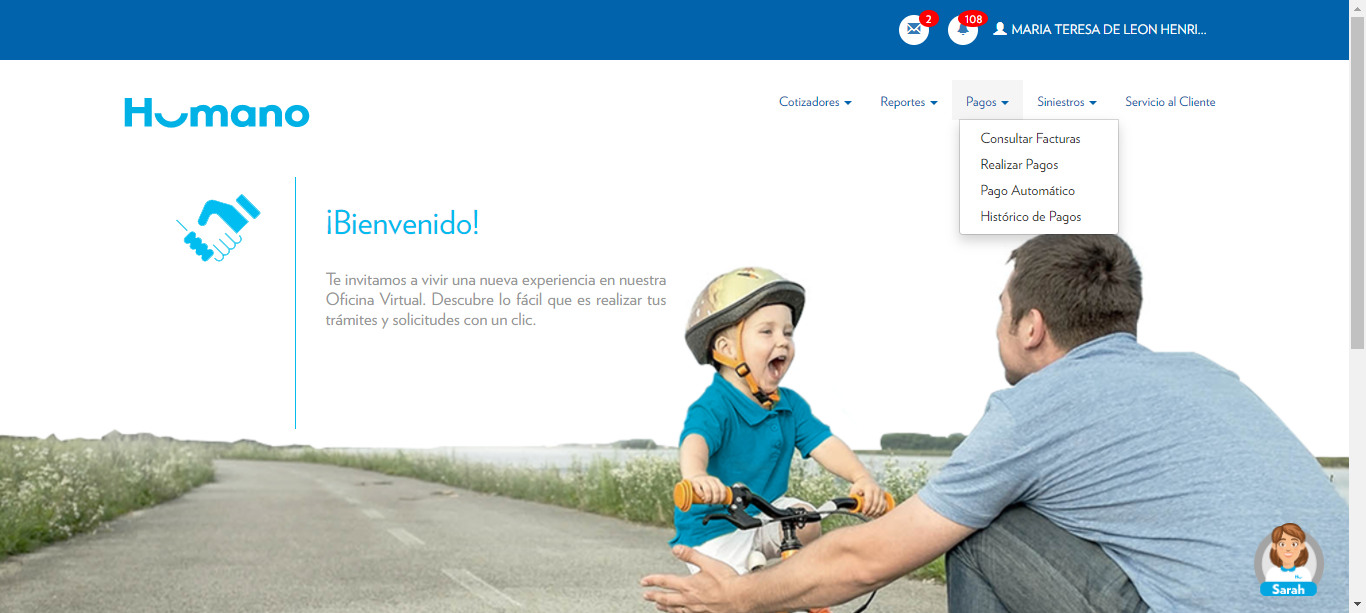 2
108
MARIA TERESA DE LEON HENRI...
Humano
Cotizadores
Reportes
Pagos
Siniestros
Servicio al Cliente
Consultar Facturas
Realizar Pagos
Pago Automático
Histórico de Pagos
¡Bienvenido!
Te invitamos a vivir una nueva experiencia en nuestra
Oficina Virtual. Descubre lo fácil que es realizar tus
trámites y solicitudes con un clic.
Sarah